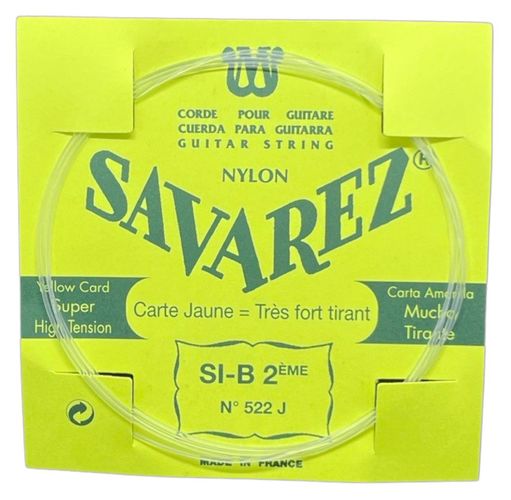 CORDE POUR GUITARE
CUERDA PARA GUITARRA
GUITAR STRING
NYLON
SAVAREZ®
Yellow Card
Super
High Tension
Carte Jaune = Très fort tirant
Carta Amarilla
Mucha
Tirante
SI-B 2ÈME
N° 522 J
MADE IN FRANCE